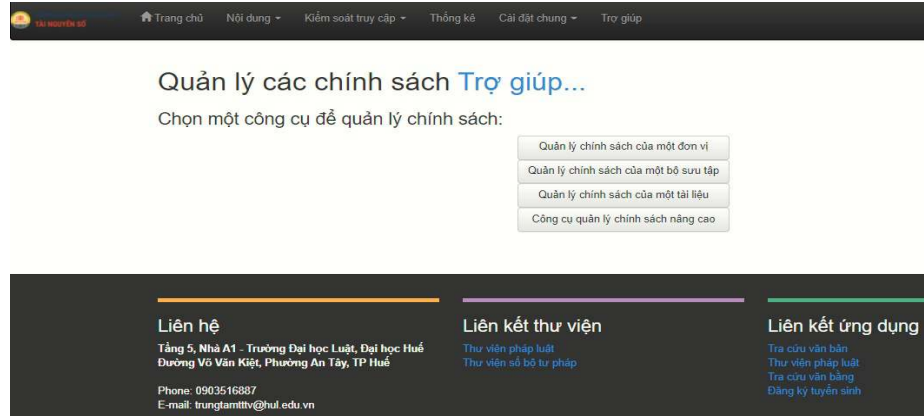 TÀI NGUYÊN SỐ
Trang chủ Nội dung Kiểm soát truy cập Thống kê Cài đặt chung Trợ giúp
Quản lý các chính sách Trợ giúp...
Chọn một công cụ để quản lý chính sách:
Quản lý chính sách của một đơn vị
Quản lý chính sách của một bộ sưu tập
Quản lý chính sách của một tài liệu
Công cụ quản lý chính sách nâng cao
Liên hệ
Tầng 5, Nhà A1 - Trường Đại học Luật, Đại học Huế
Đường Võ Văn Kiệt, Phường An Tây, TP Huế
Phone: 0903516887
E-mail: trungtamtttv@hul.edu.vn
Liên kết thư viện
Thư viện pháp luật
Thư viện số bộ tư pháp
Liên kết ứng dụng
Tra cứu văn bản
Thư viện pháp luật
Tra cứu văn bằng
Đăng ký tuyển sinh